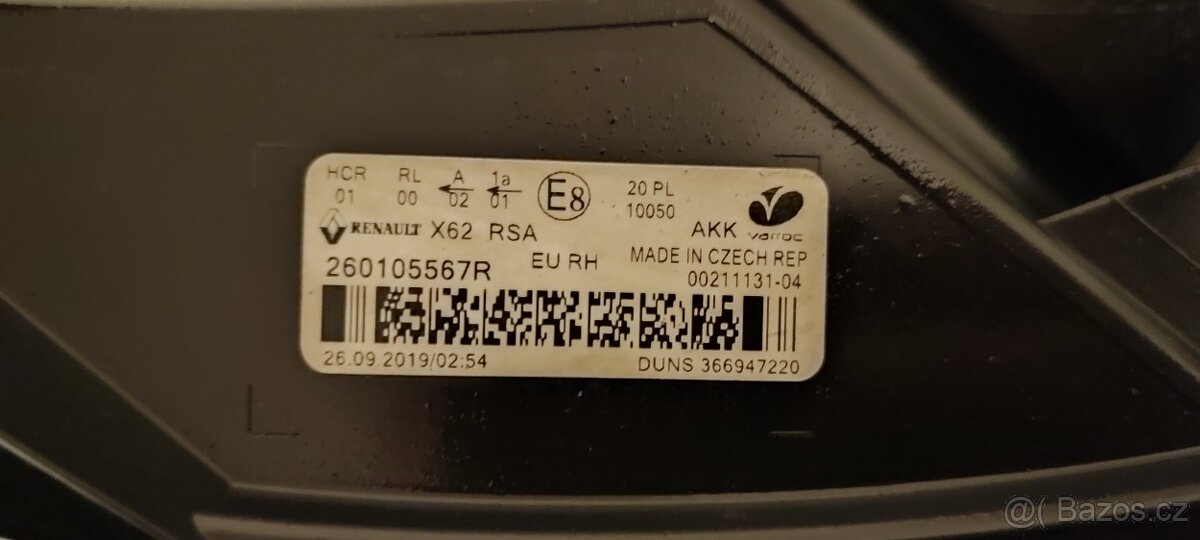 HCR RL A 1a E8 20 PL
01 00 02 01 10050
RENAULT X62 RSA AKK varroc
260105567R EU RH MADE IN CZECH REP
00211131-04
26.09.2019/02:54 DUNS 366947220
@( Bazos.cz